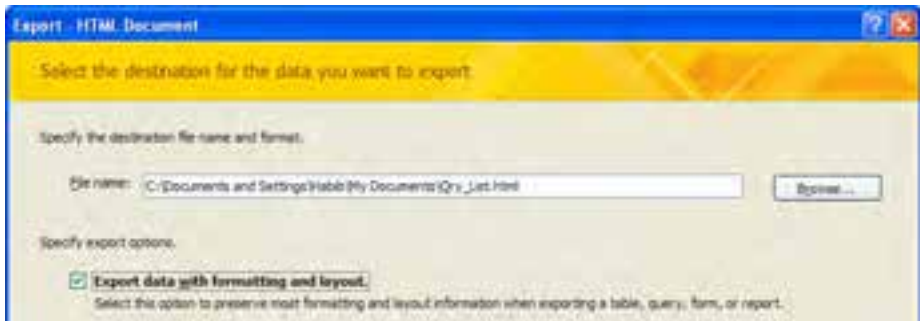 Export - HTML Document
Select the destination for the data you want to export
Specify the destination file name and format.
File name: C:\Documents and Settings\Habib\My Documents\Qry_List.html Browse...
Specify export options.
Export data with formatting and layout.
Select this option to preserve most formatting and layout information when exporting a table, query, form, or report.